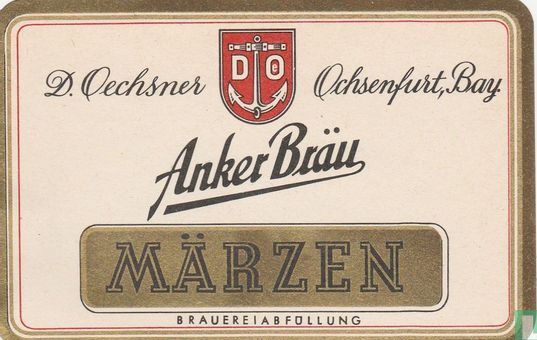 D. Oechsner D O Ochsenfurt, Bay.
Anker Bräu
MÄRZEN
BRAUEREIABFÜLLUNG